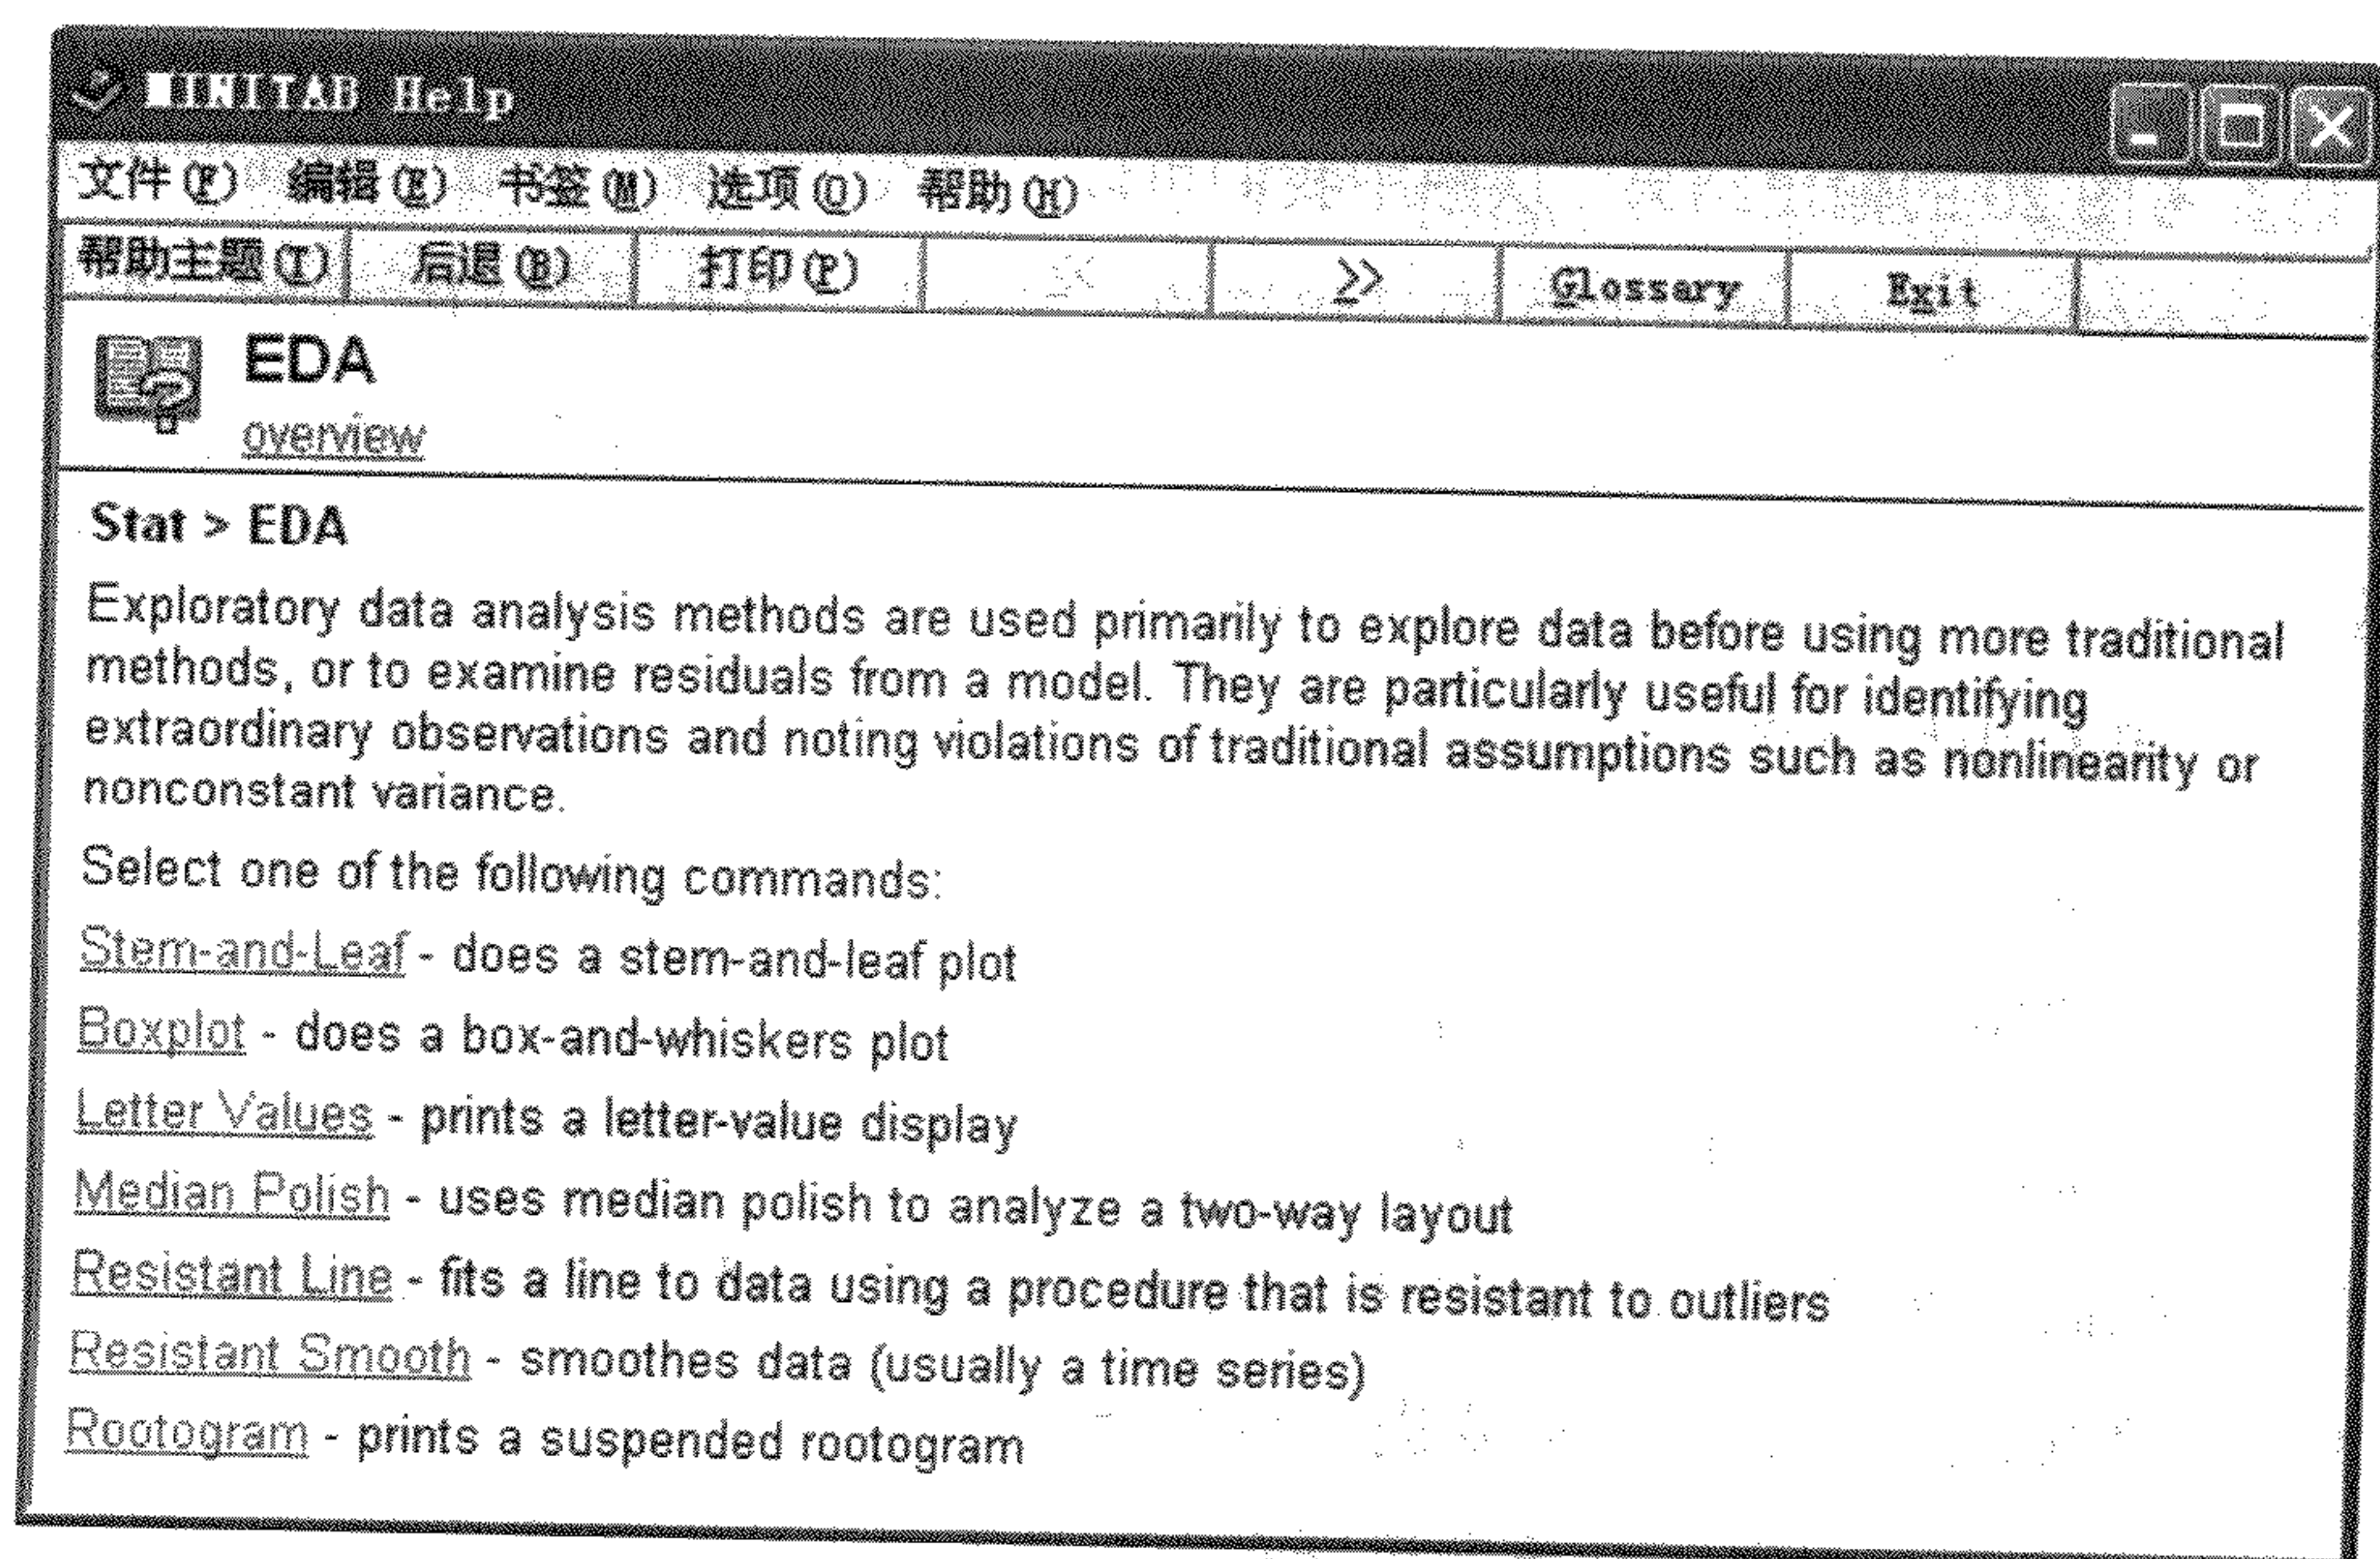 MINITAB Help
文件(F) 编辑(E) 书签(M) 选项(O) 帮助(H)
帮助主题(T) 后退(B) 打印(P) << >> Glossary Exit
EDA
overview
Stat > EDA
Exploratory data analysis methods are used primarily to explore data before using more traditional
methods, or to examine residuals from a model. They are particularly useful for identifying
extraordinary observations and noting violations of traditional assumptions such as nonlinearity or
nonconstant variance.
Select one of the following commands:
Stem-and-Leaf - does a stem-and-leaf plot
Boxplot - does a box-and-whiskers plot
Letter Values - prints a letter-value display
Median Polish - uses median polish to analyze a two-way layout
Resistant Line - fits a line to data using a procedure that is resistant to outliers
Resistant Smooth - smoothes data (usually a time series)
Rootogram - prints a suspended rootogram